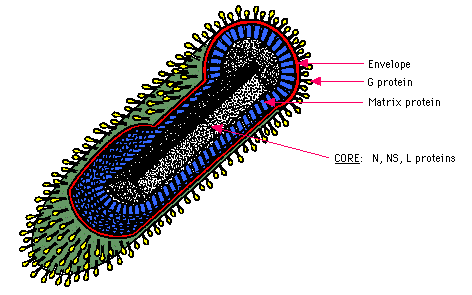 Envelope
G protein
Matrix protein
CORE: N, NS, L proteins